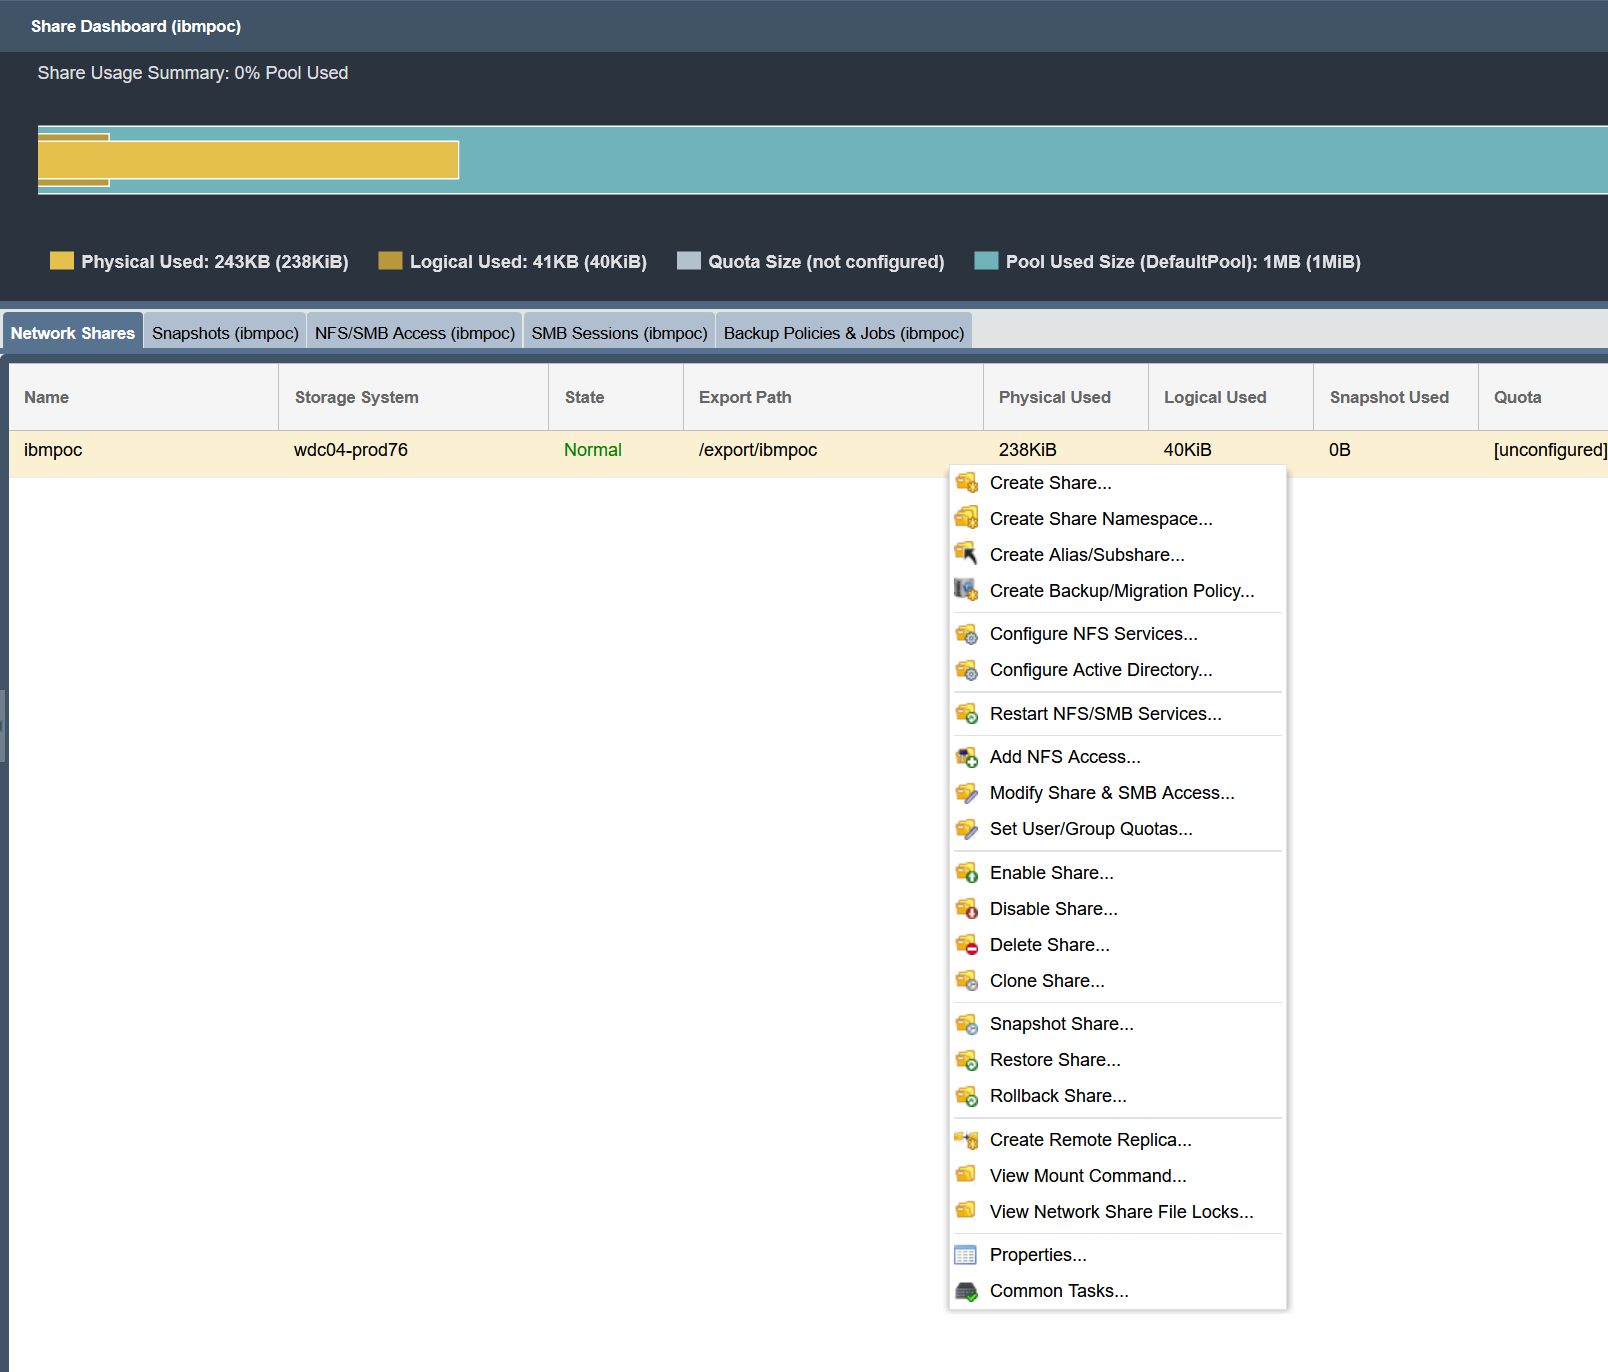 Share Dashboard (ibmpoc)
Share Usage Summary: 0% Pool Used
Physical Used: 243KB (238KiB) Logical Used: 41KB (40KiB) Quota Size (not configured) Pool Used Size (DefaultPool): 1MB (1MiB)
Network Shares Snapshots (ibmpoc) NFS/SMB Access (ibmpoc) SMB Sessions (ibmpoc) Backup Policies & Jobs (ibmpoc)
Name Storage System State Export Path Physical Used Logical Used Snapshot Used Quota
ibmpoc wdc04-prod76 Normal /export/ibmpoc 238KiB 40KiB 0B [unconfigured]
Create Share...
Create Share Namespace...
Create Alias/Subshare...
Create Backup/Migration Policy...
Configure NFS Services...
Configure Active Directory...
Restart NFS/SMB Services...
Add NFS Access...
Modify Share & SMB Access...
Set User/Group Quotas...
Enable Share...
Disable Share...
Delete Share...
Clone Share...
Snapshot Share...
Restore Share...
Rollback Share...
Create Remote Replica...
View Mount Command...
View Network Share File Locks...
Properties...
Common Tasks...